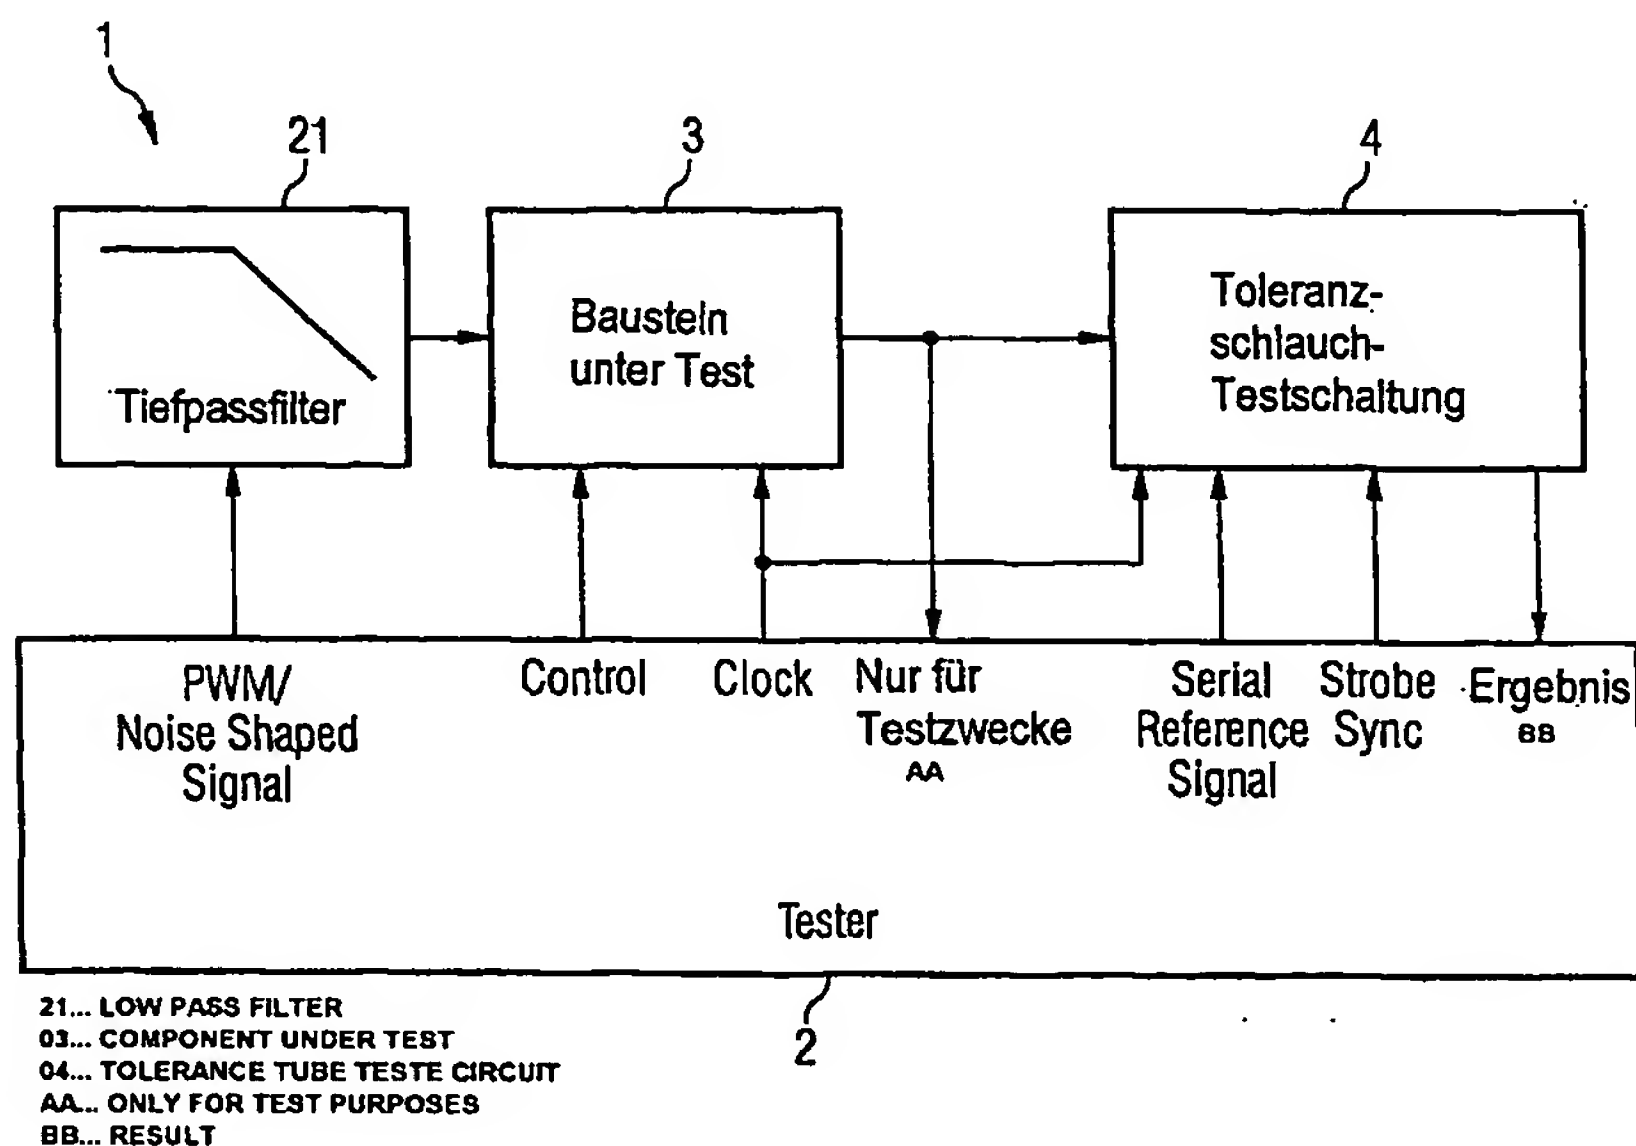 1
21
3
4
Tiefpassfilter
Baustein
unter Test
Toleranz-
schlauch-
Testschaltung
PWM/
Noise Shaped
Signal
Control
Clock
Nur für
Testzwecke
AA
Serial
Reference
Signal
Strobe
Sync
Ergebnis
BB
Tester
2
21... LOW PASS FILTER
03... COMPONENT UNDER TEST
04... TOLERANCE TUBE TESTE CIRCUIT
AA... ONLY FOR TEST PURPOSES
BB... RESULT